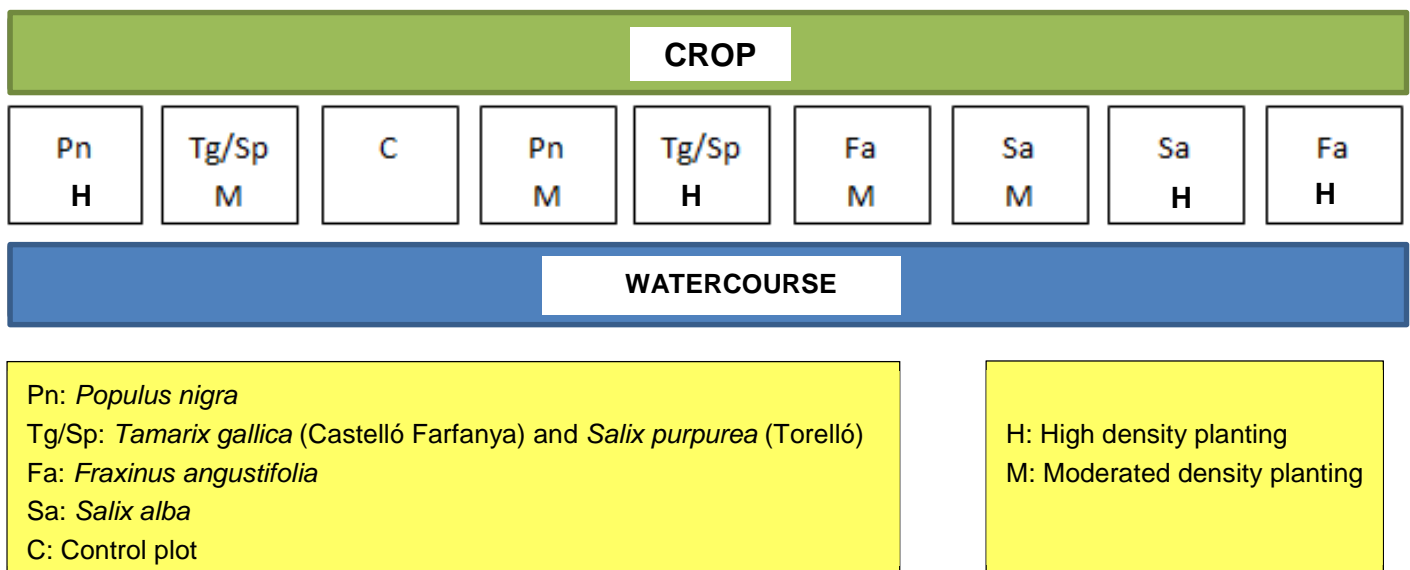 CROP
Pn Tg/Sp C Pn Tg/Sp Fa Sa Sa Fa
H M M H M M H H
WATERCOURSE
Pn: Populus nigra
Tg/Sp: Tamarix gallica (Castelló Farfanya) and Salix purpurea (Torelló)
Fa: Fraxinus angustifolia
Sa: Salix alba
C: Control plot
H: High density planting
M: Moderated density planting